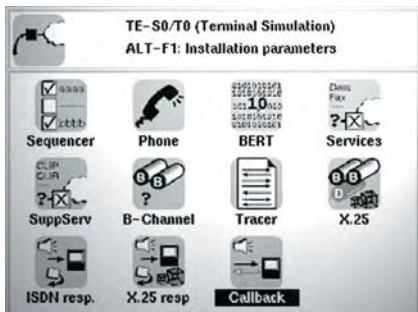 TE-S0/T0 (Terminal Simulation)
ALT-F1: Installation parameters
Sequencer
Phone
BERT
Services
SuppServ
B-Channel
Tracer
X.25
ISDN resp.
X.25 resp
Callback